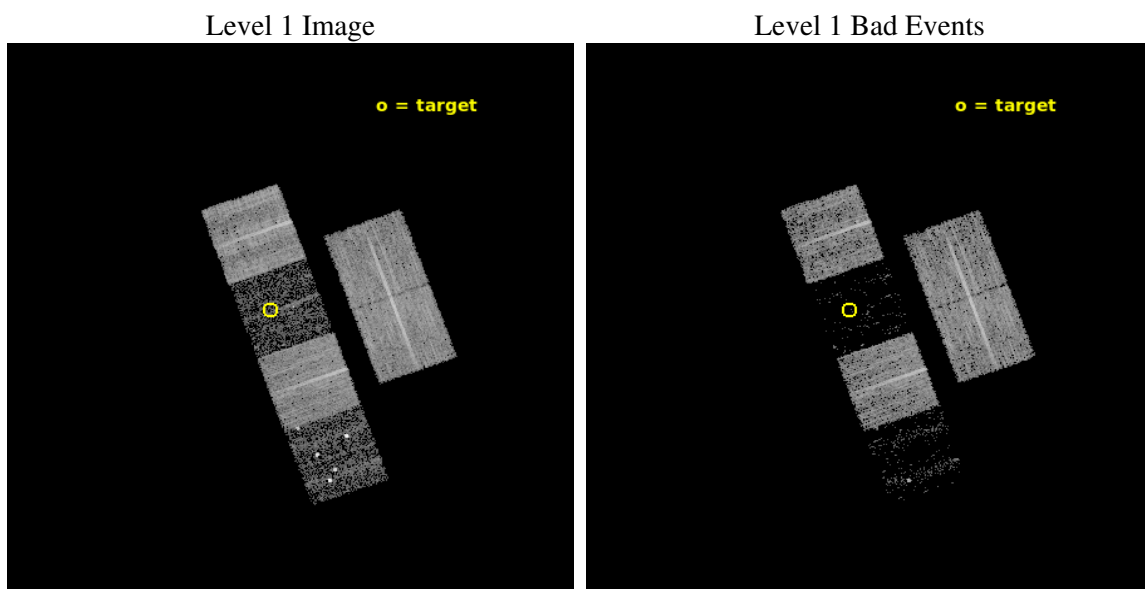 Level 1 Image
Level 1 Bad Events
o = target
o = target